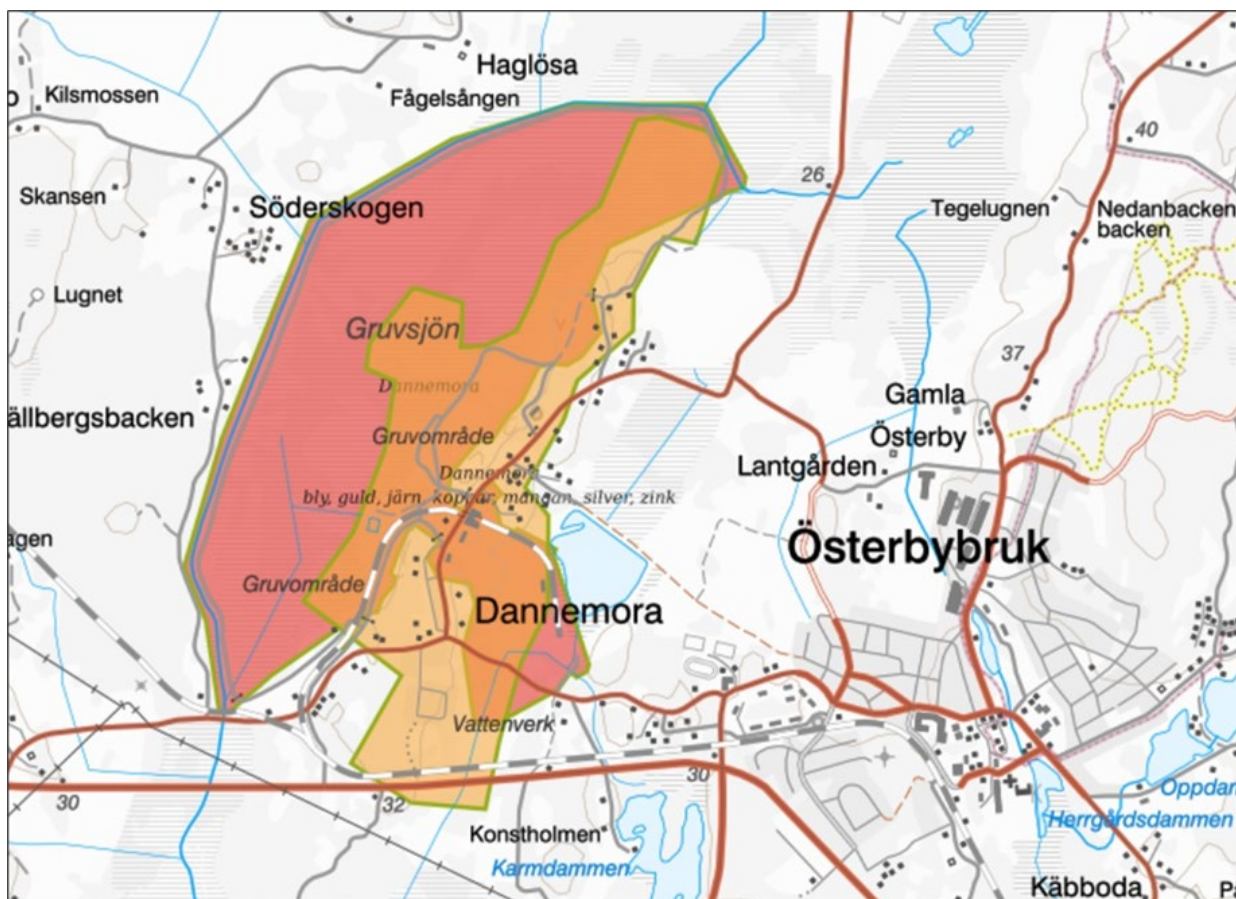 Haglösa
Kilsmossen
Fågelsången
40
26
Skansen
Söderskogen
Tegelugnen
Nedanbacken
backen
Lugnet
Gruvsjön
37
Dannemora
Gamla
Österby
ällbergsbacken
Gruvområde
Lantgården
Dannemora
bly, guld, järn, koppar, mangan, silver, zink
agen
Österbybruk
Gruvområde
Dannemora
Vattenverk
30
30
32
Oppdam
Herrgårdsdammen
Konstholmen
Karmdammen
Käbboda